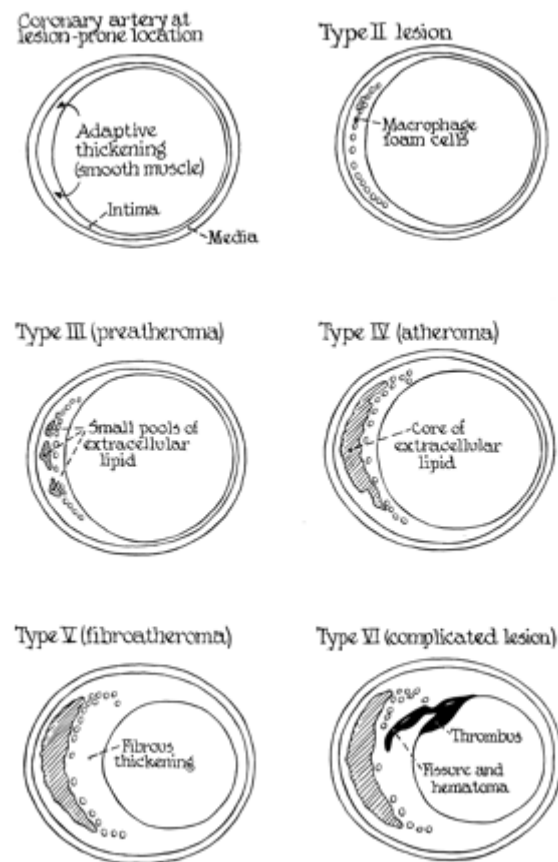 Coronary artery at
lesion-prone location
Adaptive
thickening
(smooth muscle)
Intima
Media
Type II lesion
Macrophage
foam cells
Type III (preatheroma)
Small pools of
extracellular
lipid
Type IV (atheroma)
Core of
extracellular
lipid
Type V (fibroatheroma)
Fibrous
thickening
Type VI (complicated lesion)
Thrombus
Fissure and
hematoma